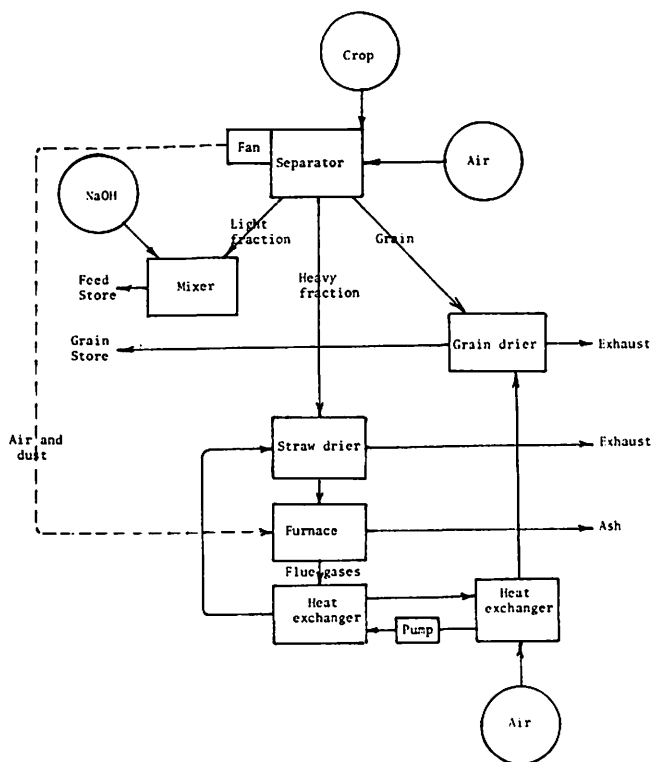 Crop
Fan
Separator
Air
NaOH
Light
fraction
Grain
Feed
Store
Mixer
Heavy
fraction
Grain
Store
Grain drier
Exhaust
Air and
dust
Straw drier
Exhaust
Furnace
Ash
Flue gases
Heat
exchanger
Heat
exchanger
Pump
Air